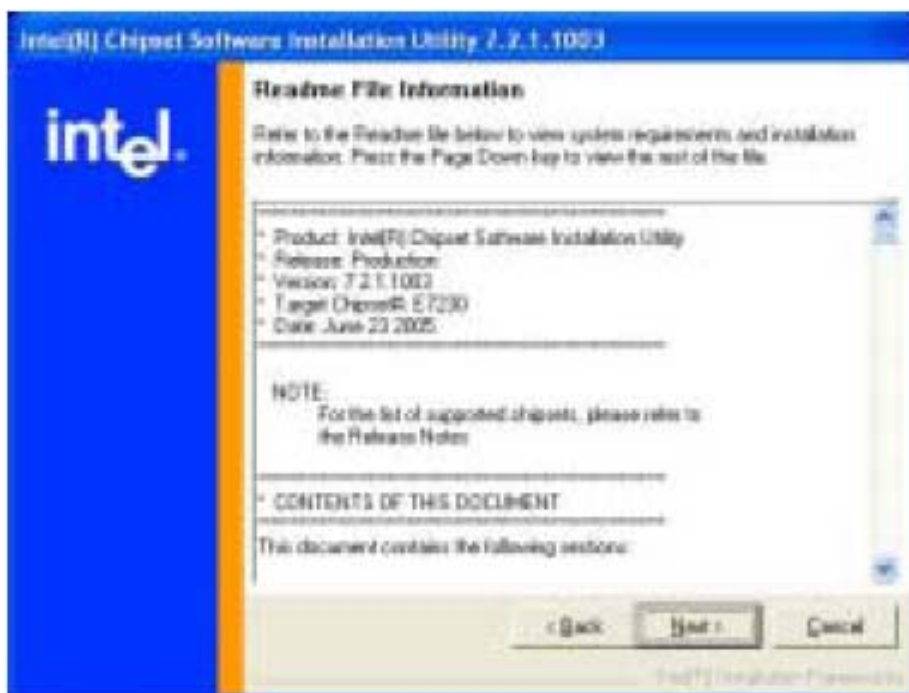 Intel(R) Chipset Software Installation Utility 7.2.1.1003
intel.
Readme File Information
Refer to the Readme file below to view system requirements and installation
information. Press the Page Down key to view the rest of the file.
************************************************************
* Product: Intel(R) Chipset Software Installation Utility
* Release: Production
* Version: 7.2.1.1003
* Target Chipset#: E7230
* Date: June 23 2005
************************************************************
NOTE:
For the list of supported chipsets, please refer to
the Release Notes
************************************************************
* CONTENTS OF THIS DOCUMENT
************************************************************
This document contains the following sections:
< Back
Next >
Cancel
Intel(R) Installation Framework